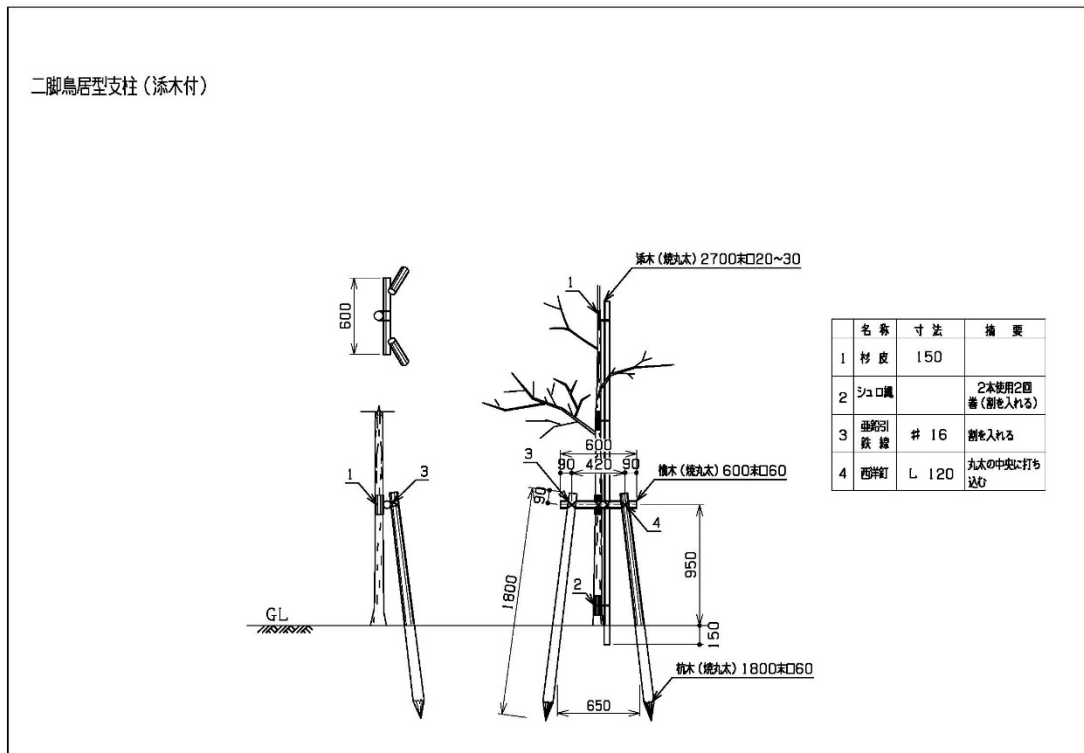 二脚鳥居型支柱(添木付)
添木(焼丸太)2700末口20~30
1
600
600
90 420 90
3
横木(焼丸太)600末口60
90
4
1
3
950
1800
2
GL
150
杭木(焼丸太)1800末口60
650
名称 寸法 摘要
1 杉皮 150
2 シュロ縄 2本使用2回
巻(割を入れる)
3 亜鉛引
鉄線 # 16 割を入れる
4 西洋釘 L 120 丸太の中央に打ち
込む